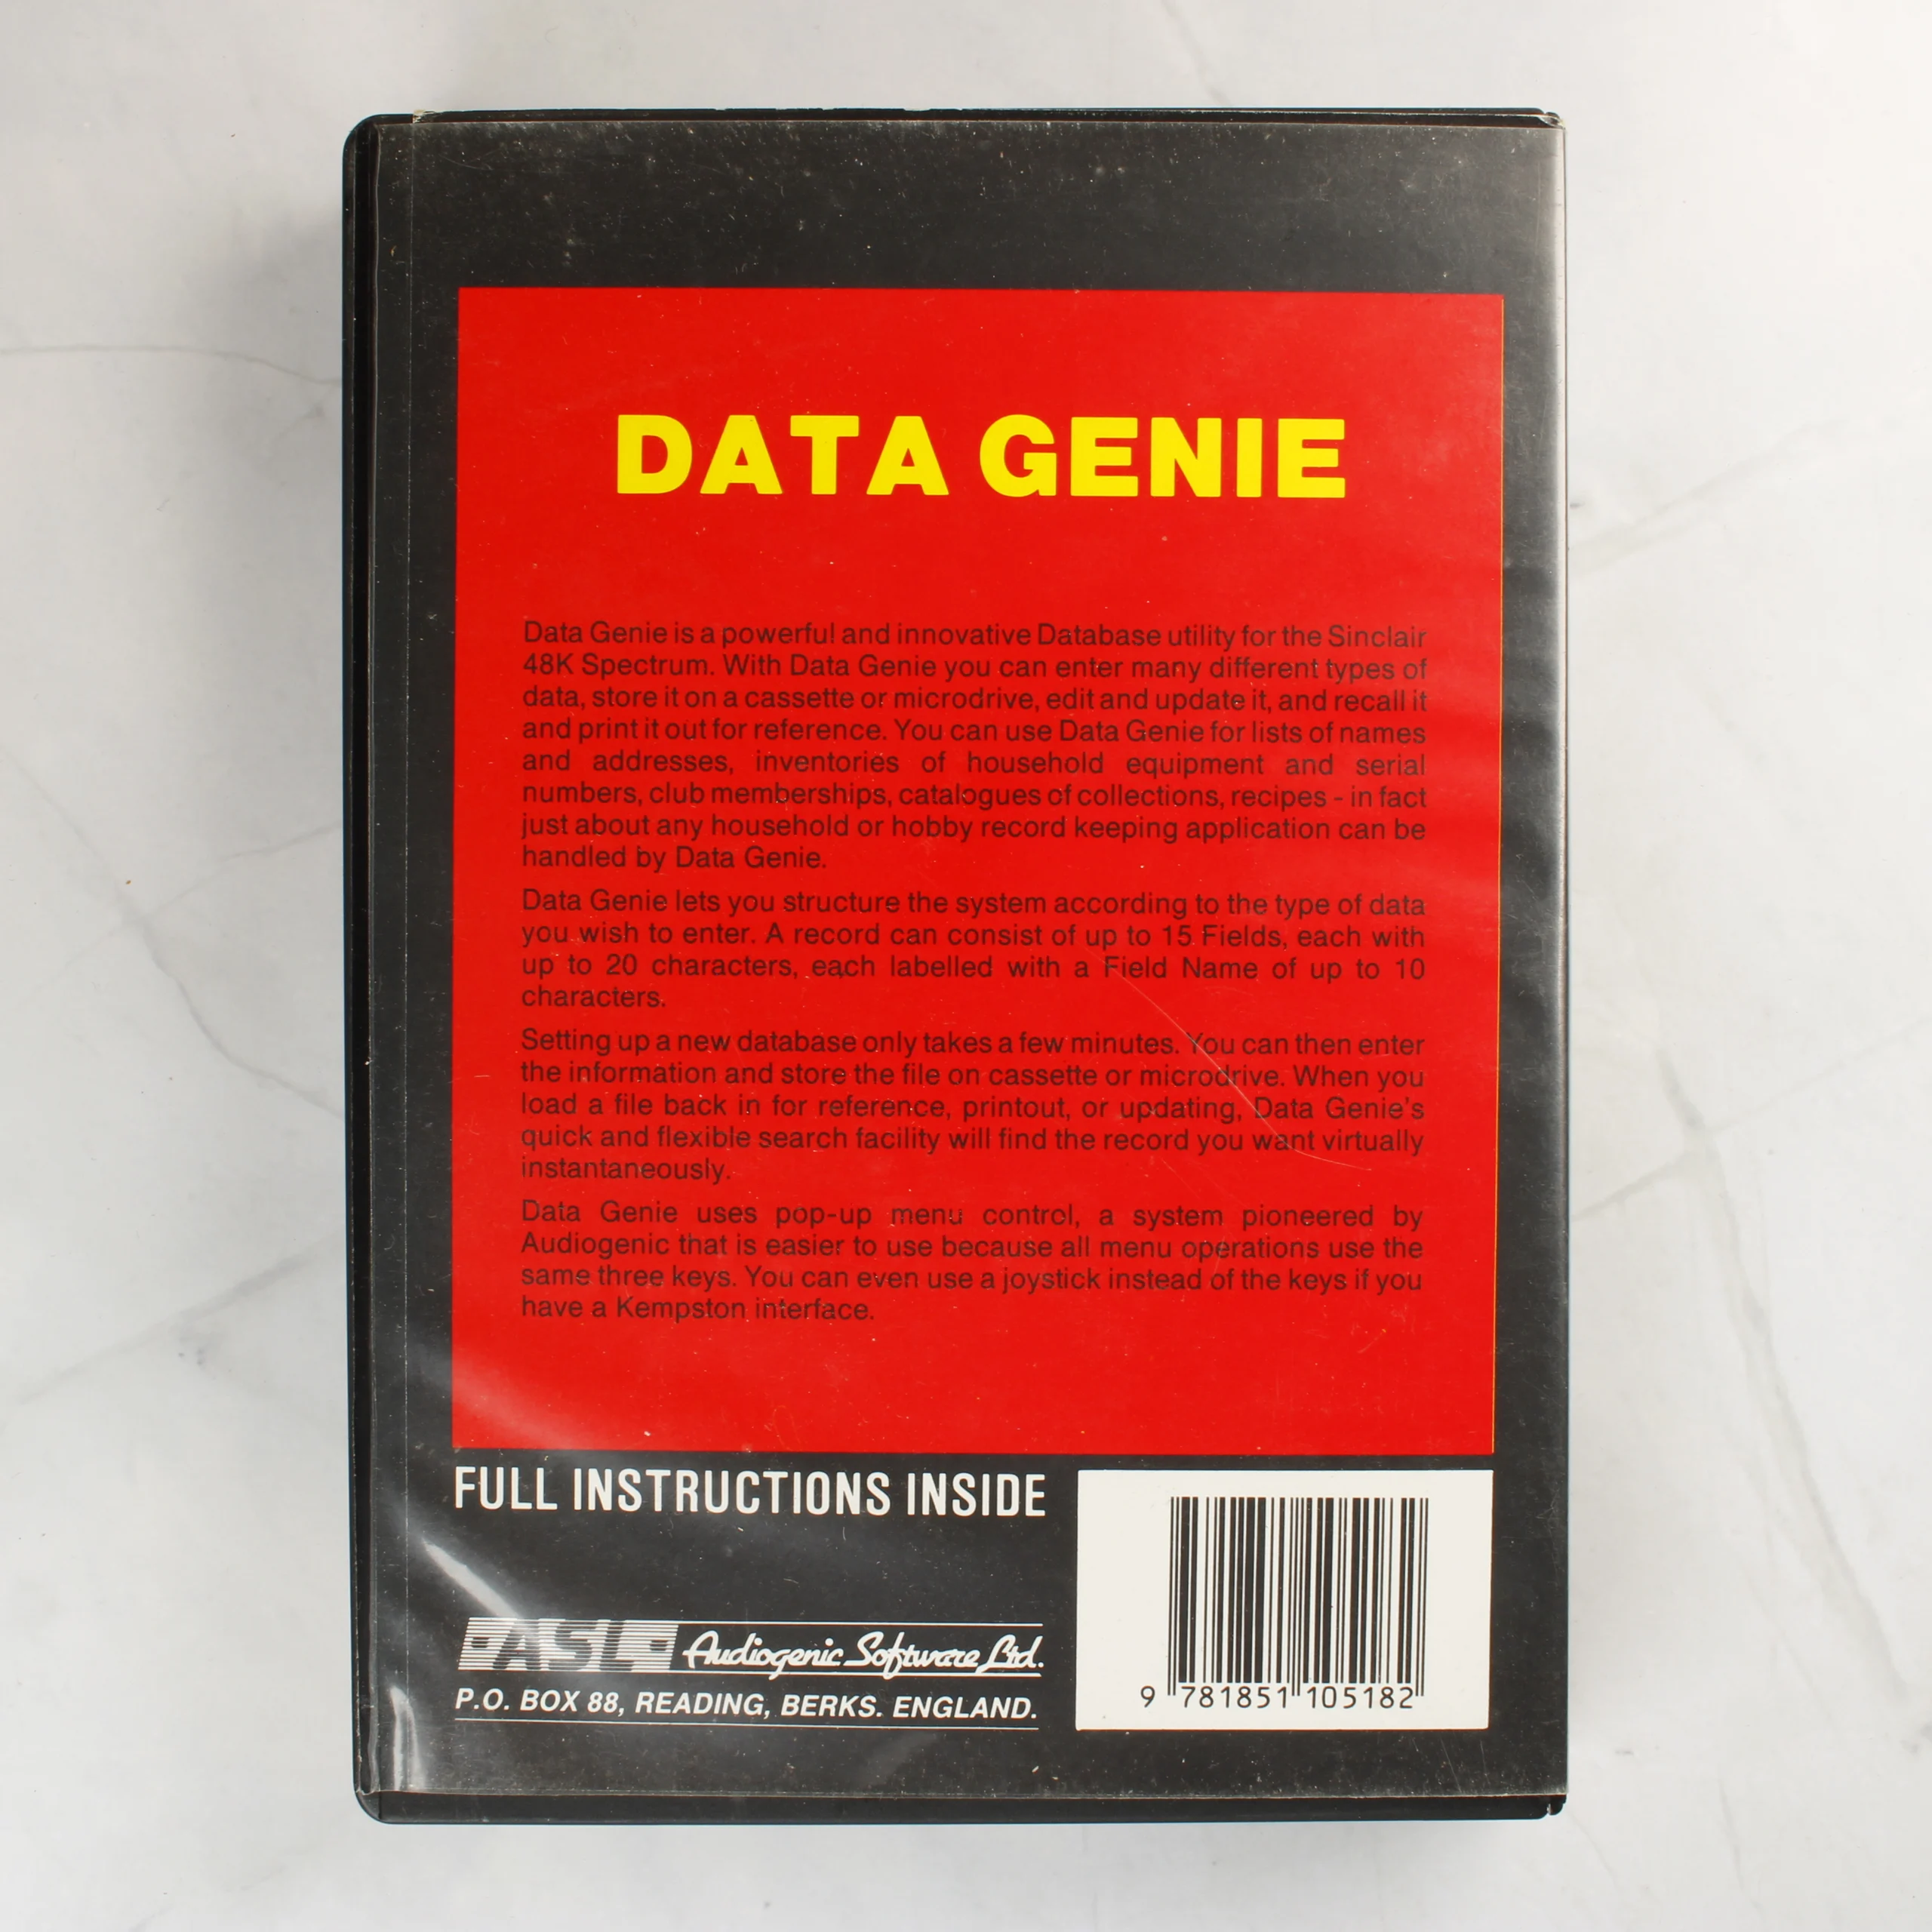 DATA GENIE
Data Genie is a powerful and innovative Database utility for the Sinclair
48K Spectrum. With Data Genie you can enter many different types of
data, store it on a cassette or microdrive, edit and update it, and recall it
and print it out for reference. You can use Data Genie for lists of names
and addresses, inventories of household equipment and serial
numbers, club memberships, catalogues of collections, recipes - in fact
just about any household or hobby record keeping application can be
handled by Data Genie.
Data Genie lets you structure the system according to the type of data
you wish to enter. A record can consist of up to 15 Fields, each with
up to 20 characters, each labelled with a Field Name of up to 10
characters.
Setting up a new database only takes a few minutes. You can then enter
the information and store the file on cassette or microdrive. When you
load a file back in for reference, printout, or updating, Data Genie's
quick and flexible search facility will find the record you want virtually
instantaneously.
Data Genie uses pop-up menu control, a system pioneered by
Audiogenic that is easier to use because all menu operations use the
same three keys. You can even use a joystick instead of the keys if you
have a Kempston interface.
FULL INSTRUCTIONS INSIDE
ASL Audiogenic Software Ltd.
P.O. BOX 88, READING, BERKS. ENGLAND.
9 781851 105182